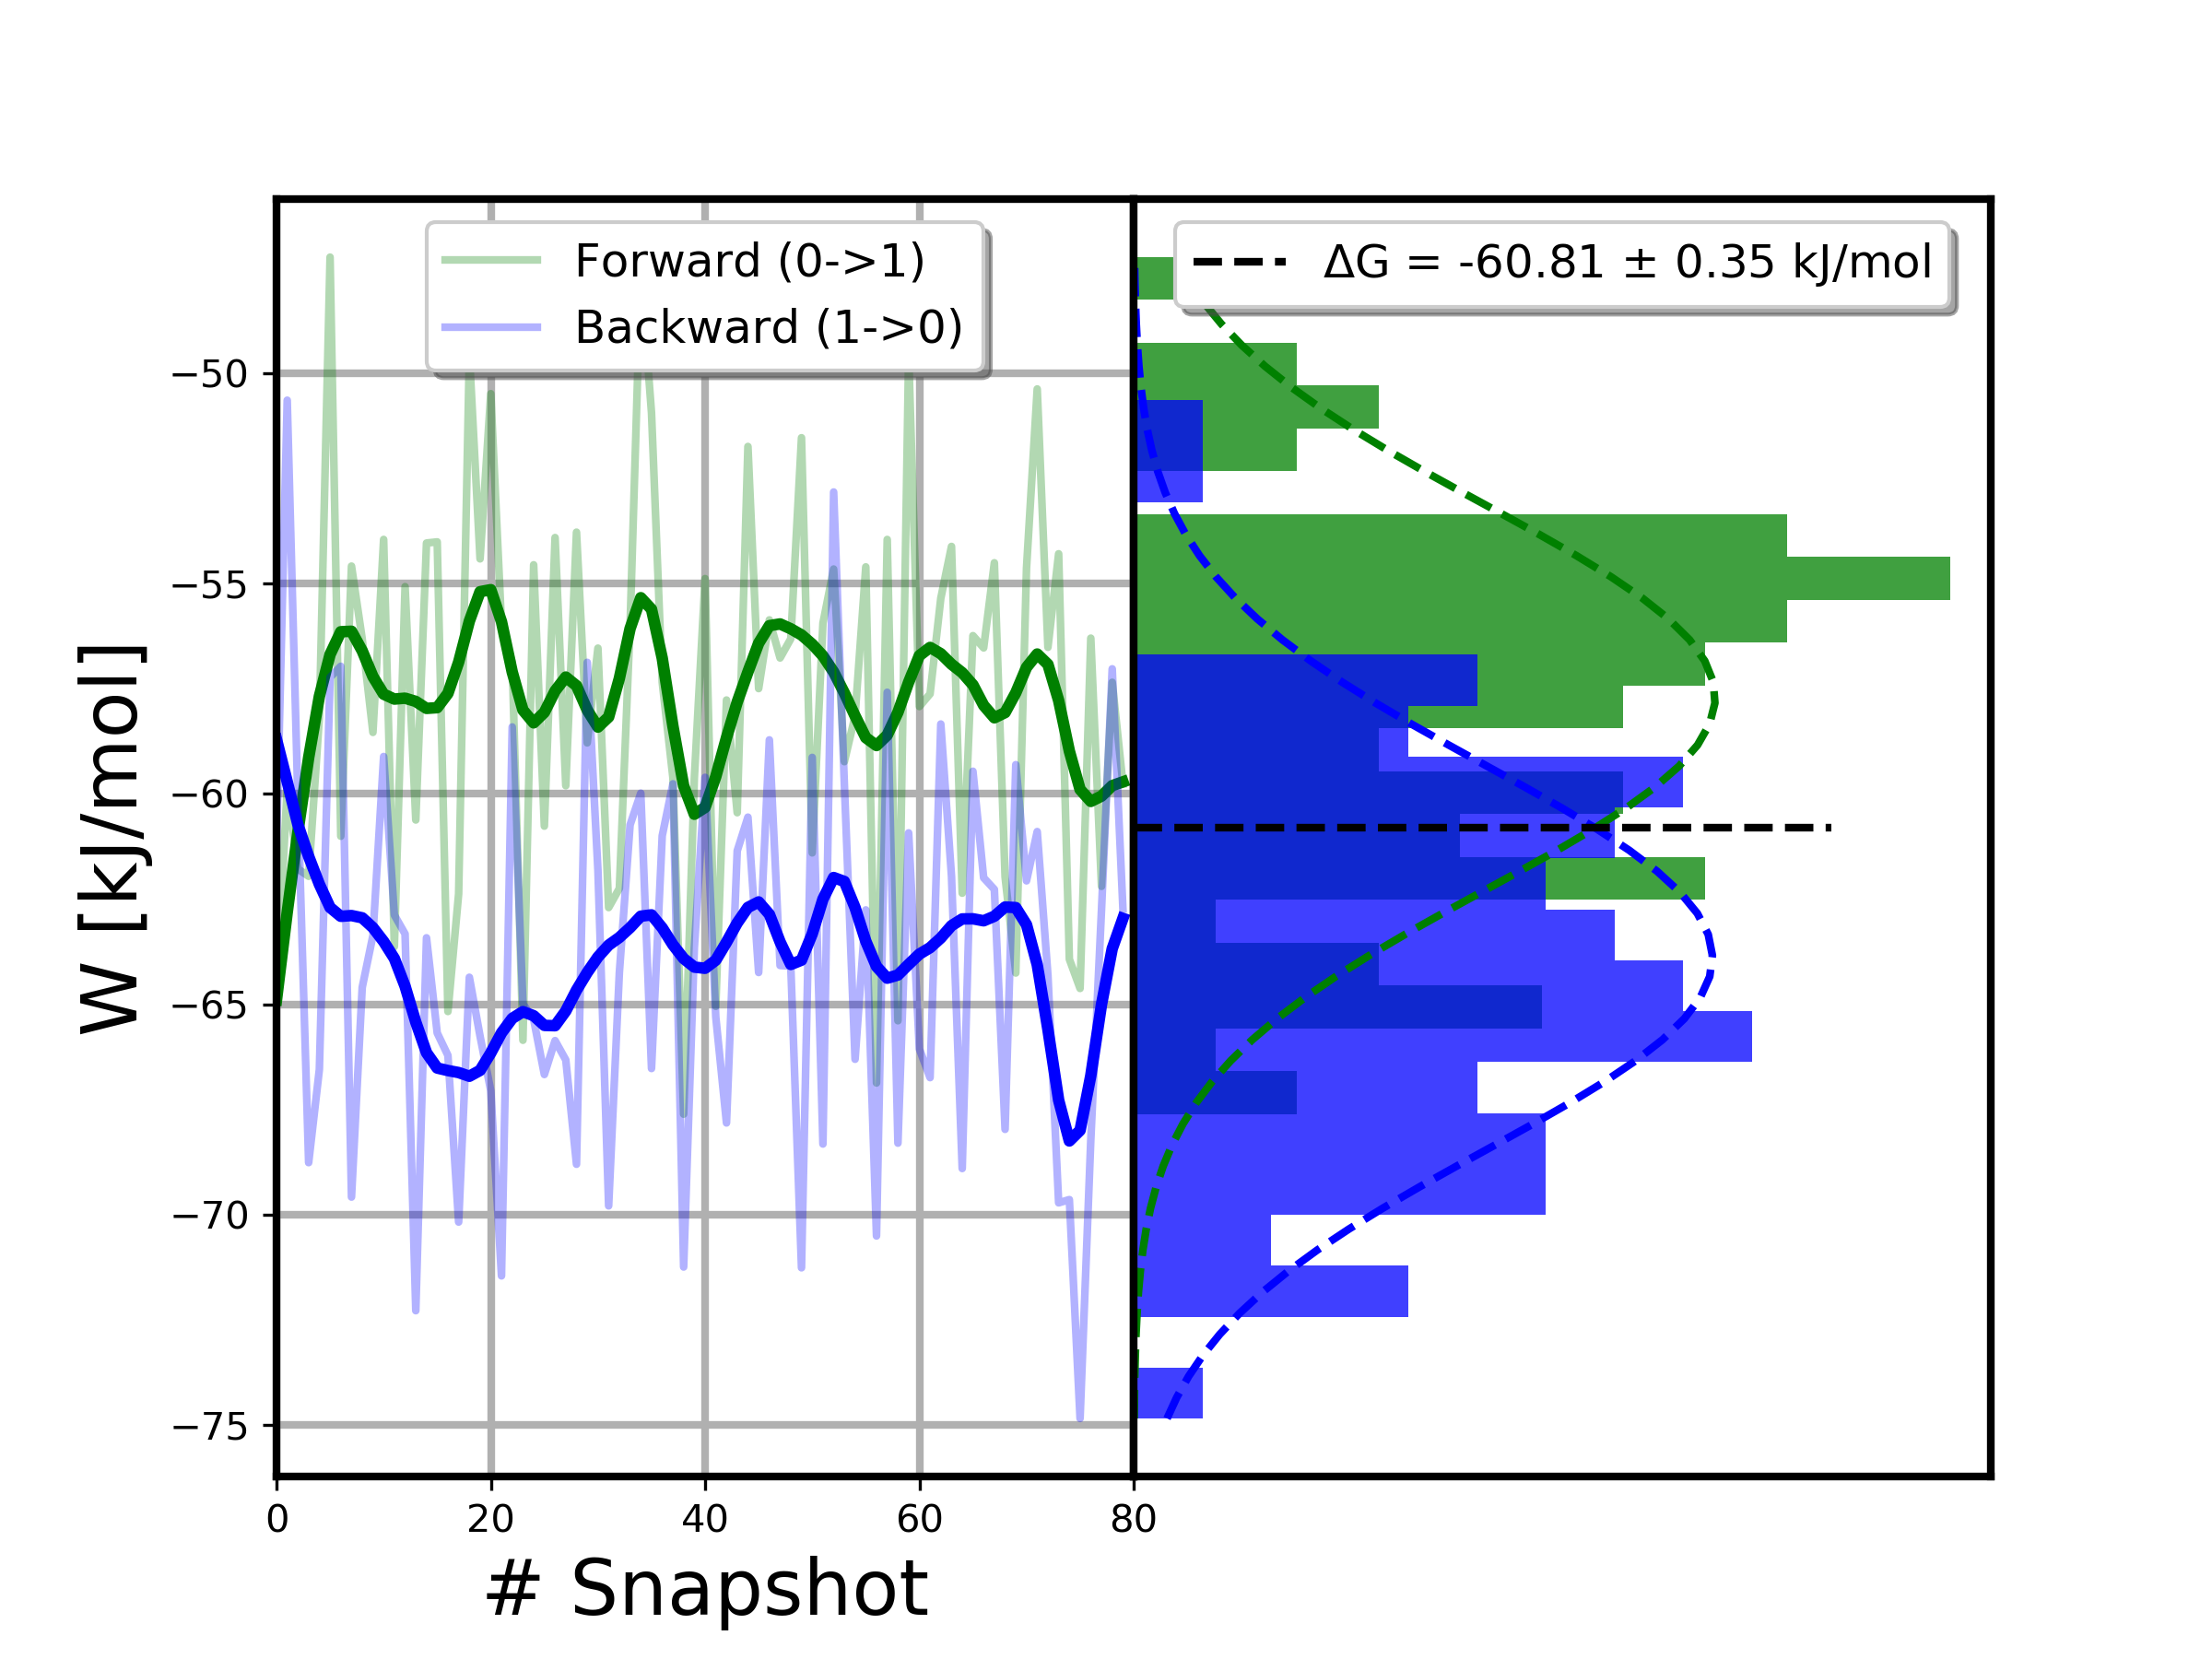 Forward (0->1)
Backward (1->0)
ΔG = -60.81 ± 0.35 kJ/mol
−50
−55
−60
−65
−70
−75
W [kJ/mol]
0
20
40
60
80
# Snapshot